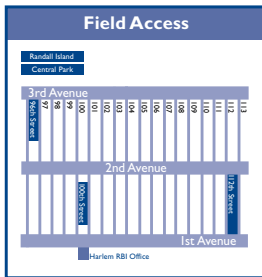 Field Access
Randall Island
Central Park
3rd Avenue
96th Street
97
98
99
100
101
102
103
104
105
106
107
108
109
110
111
112
113
2nd Avenue
100th Street
112th Street
1st Avenue
Harlem RBI Office